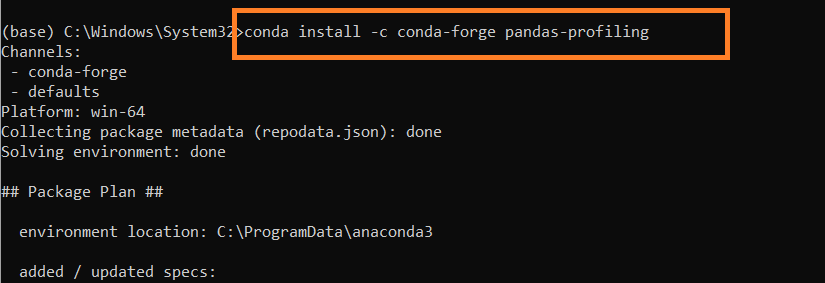 (base) C:\Windows\System32>conda install -c conda-forge pandas-profiling
Channels:
- conda-forge
- defaults
Platform: win-64
Collecting package metadata (repodata.json): done
Solving environment: done
## Package Plan ##
environment location: C:\ProgramData\anaconda3
added / updated specs: